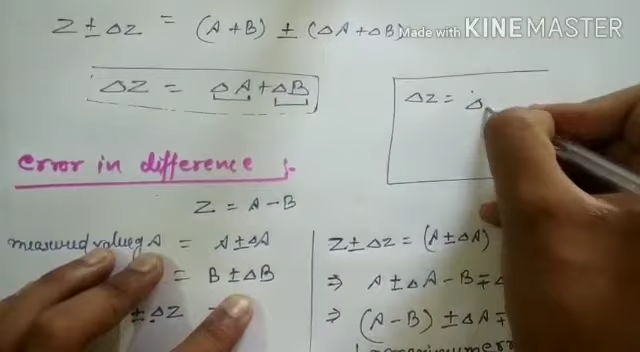 Z ± ΔZ = (A + B) ± (ΔA + ΔB)
Made with KINEMASTER
ΔZ = ΔA + ΔB
ΔZ = Δ
error in difference :-
Z = A - B
measured value of A = A ± ΔA
= B ± ΔB
± ΔZ =
Z ± ΔZ = (A ± ΔA)
⇒ A ± ΔA - B ∓ Δ
⇒ (A - B) ± ΔA ∓